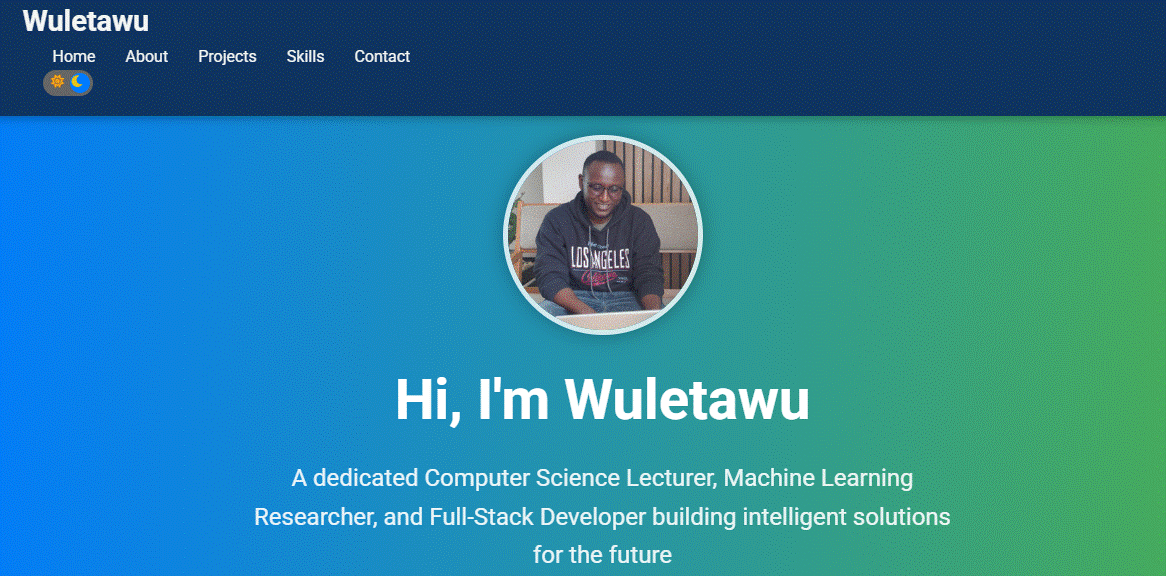 Wuletawu
Home About Projects Skills Contact
LOS ANGELES
Hi, I'm Wuletawu
A dedicated Computer Science Lecturer, Machine Learning
Researcher, and Full-Stack Developer building intelligent solutions
for the future